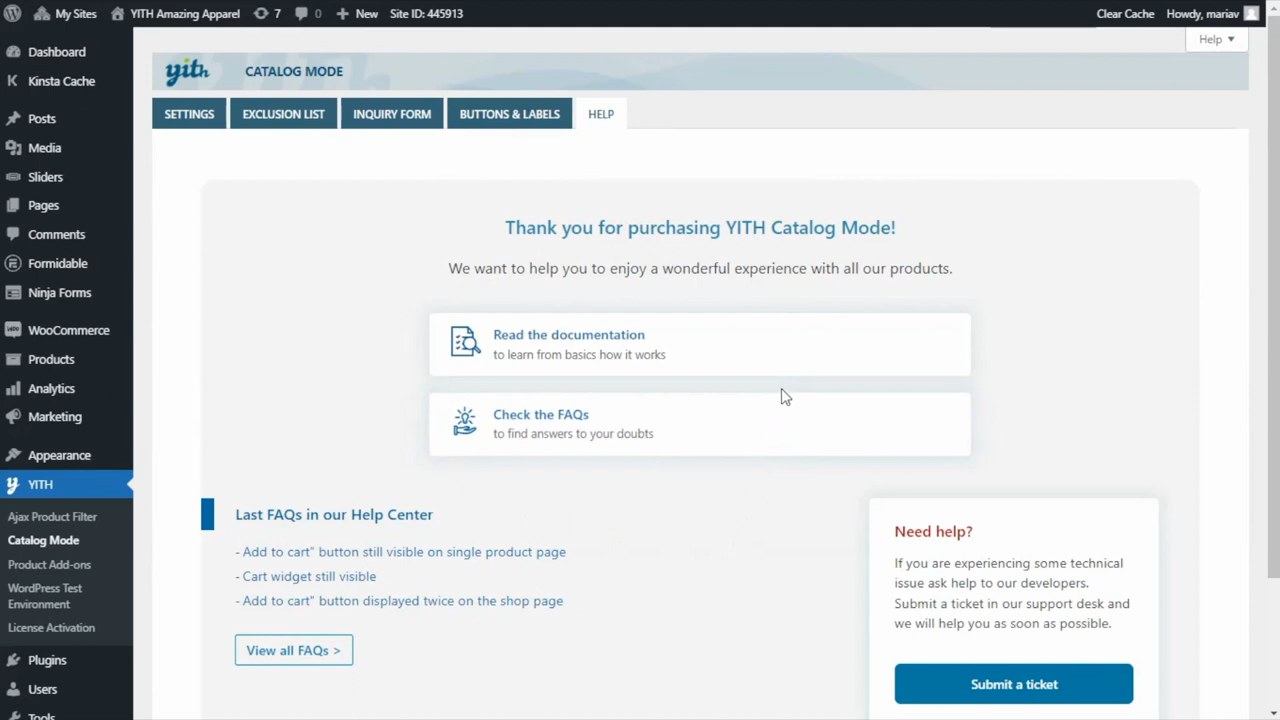 My Sites
YITH Amazing Apparel
7
0
New
Site ID: 445913
Clear Cache
Howdy, mariav
Help
Dashboard
Kinsta Cache
Posts
Media
Sliders
Pages
Comments
Formidable
Ninja Forms
WooCommerce
Products
Analytics
Marketing
Appearance
YITH
Ajax Product Filter
Catalog Mode
Product Add-ons
WordPress Test
Environment
License Activation
Plugins
Users
Tools
yith
CATALOG MODE
SETTINGS
EXCLUSION LIST
INQUIRY FORM
BUTTONS & LABELS
HELP
Thank you for purchasing YITH Catalog Mode!
We want to help you to enjoy a wonderful experience with all our products.
Read the documentation
to learn from basics how it works
Check the FAQs
to find answers to your doubts
Last FAQs in our Help Center
- Add to cart" button still visible on single product page
- Cart widget still visible
- Add to cart" button displayed twice on the shop page
View all FAQs >
Need help?
If you are experiencing some technical
issue ask help to our developers.
Submit a ticket in our support desk and
we will help you as soon as possible.
Submit a ticket